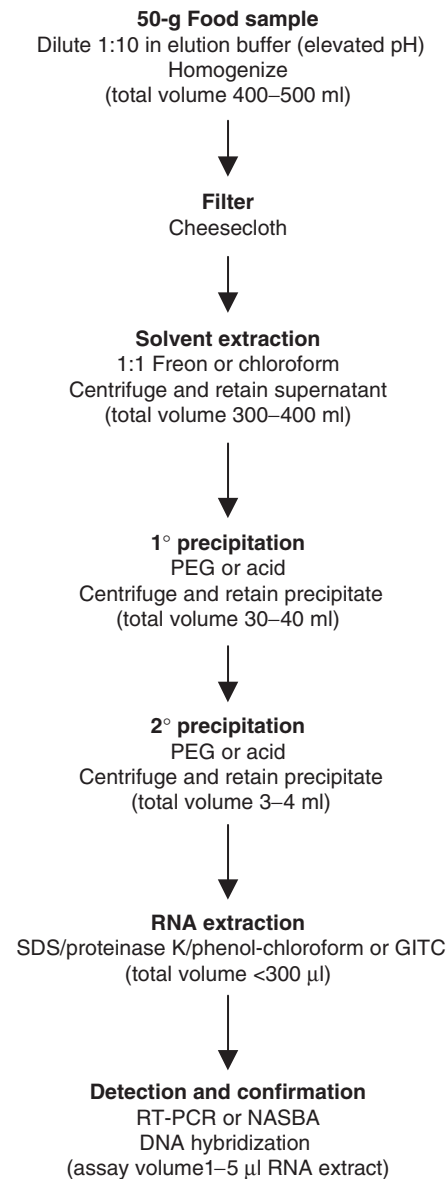 50-g Food sample
Dilute 1:10 in elution buffer (elevated pH)
Homogenize
(total volume 400–500 ml)
Filter
Cheesecloth
Solvent extraction
1:1 Freon or chloroform
Centrifuge and retain supernatant
(total volume 300–400 ml)
1° precipitation
PEG or acid
Centrifuge and retain precipitate
(total volume 30–40 ml)
2° precipitation
PEG or acid
Centrifuge and retain precipitate
(total volume 3–4 ml)
RNA extraction
SDS/proteinase K/phenol-chloroform or GITC
(total volume <300 μl)
Detection and confirmation
RT-PCR or NASBA
DNA hybridization
(assay volume1–5 μl RNA extract)